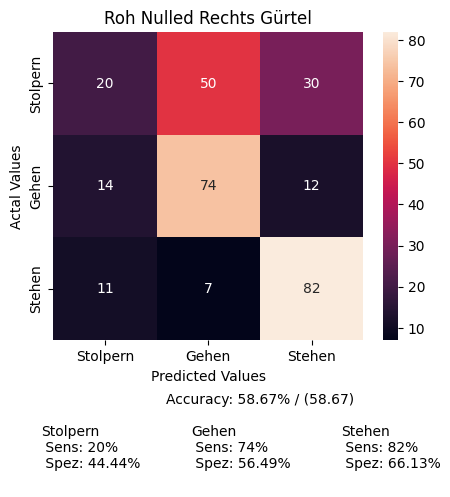 Roh Nulled Rechts Gürtel
Actal Values
Stolpern
Gehen
Stehen
20 50 30
14 74 12
11 7 82
80
70
60
50
40
30
20
10
Stolpern Gehen Stehen
Predicted Values
Accuracy: 58.67% / (58.67)
Stolpern Gehen Stehen
Sens: 20% Sens: 74% Sens: 82%
Spez: 44.44% Spez: 56.49% Spez: 66.13%